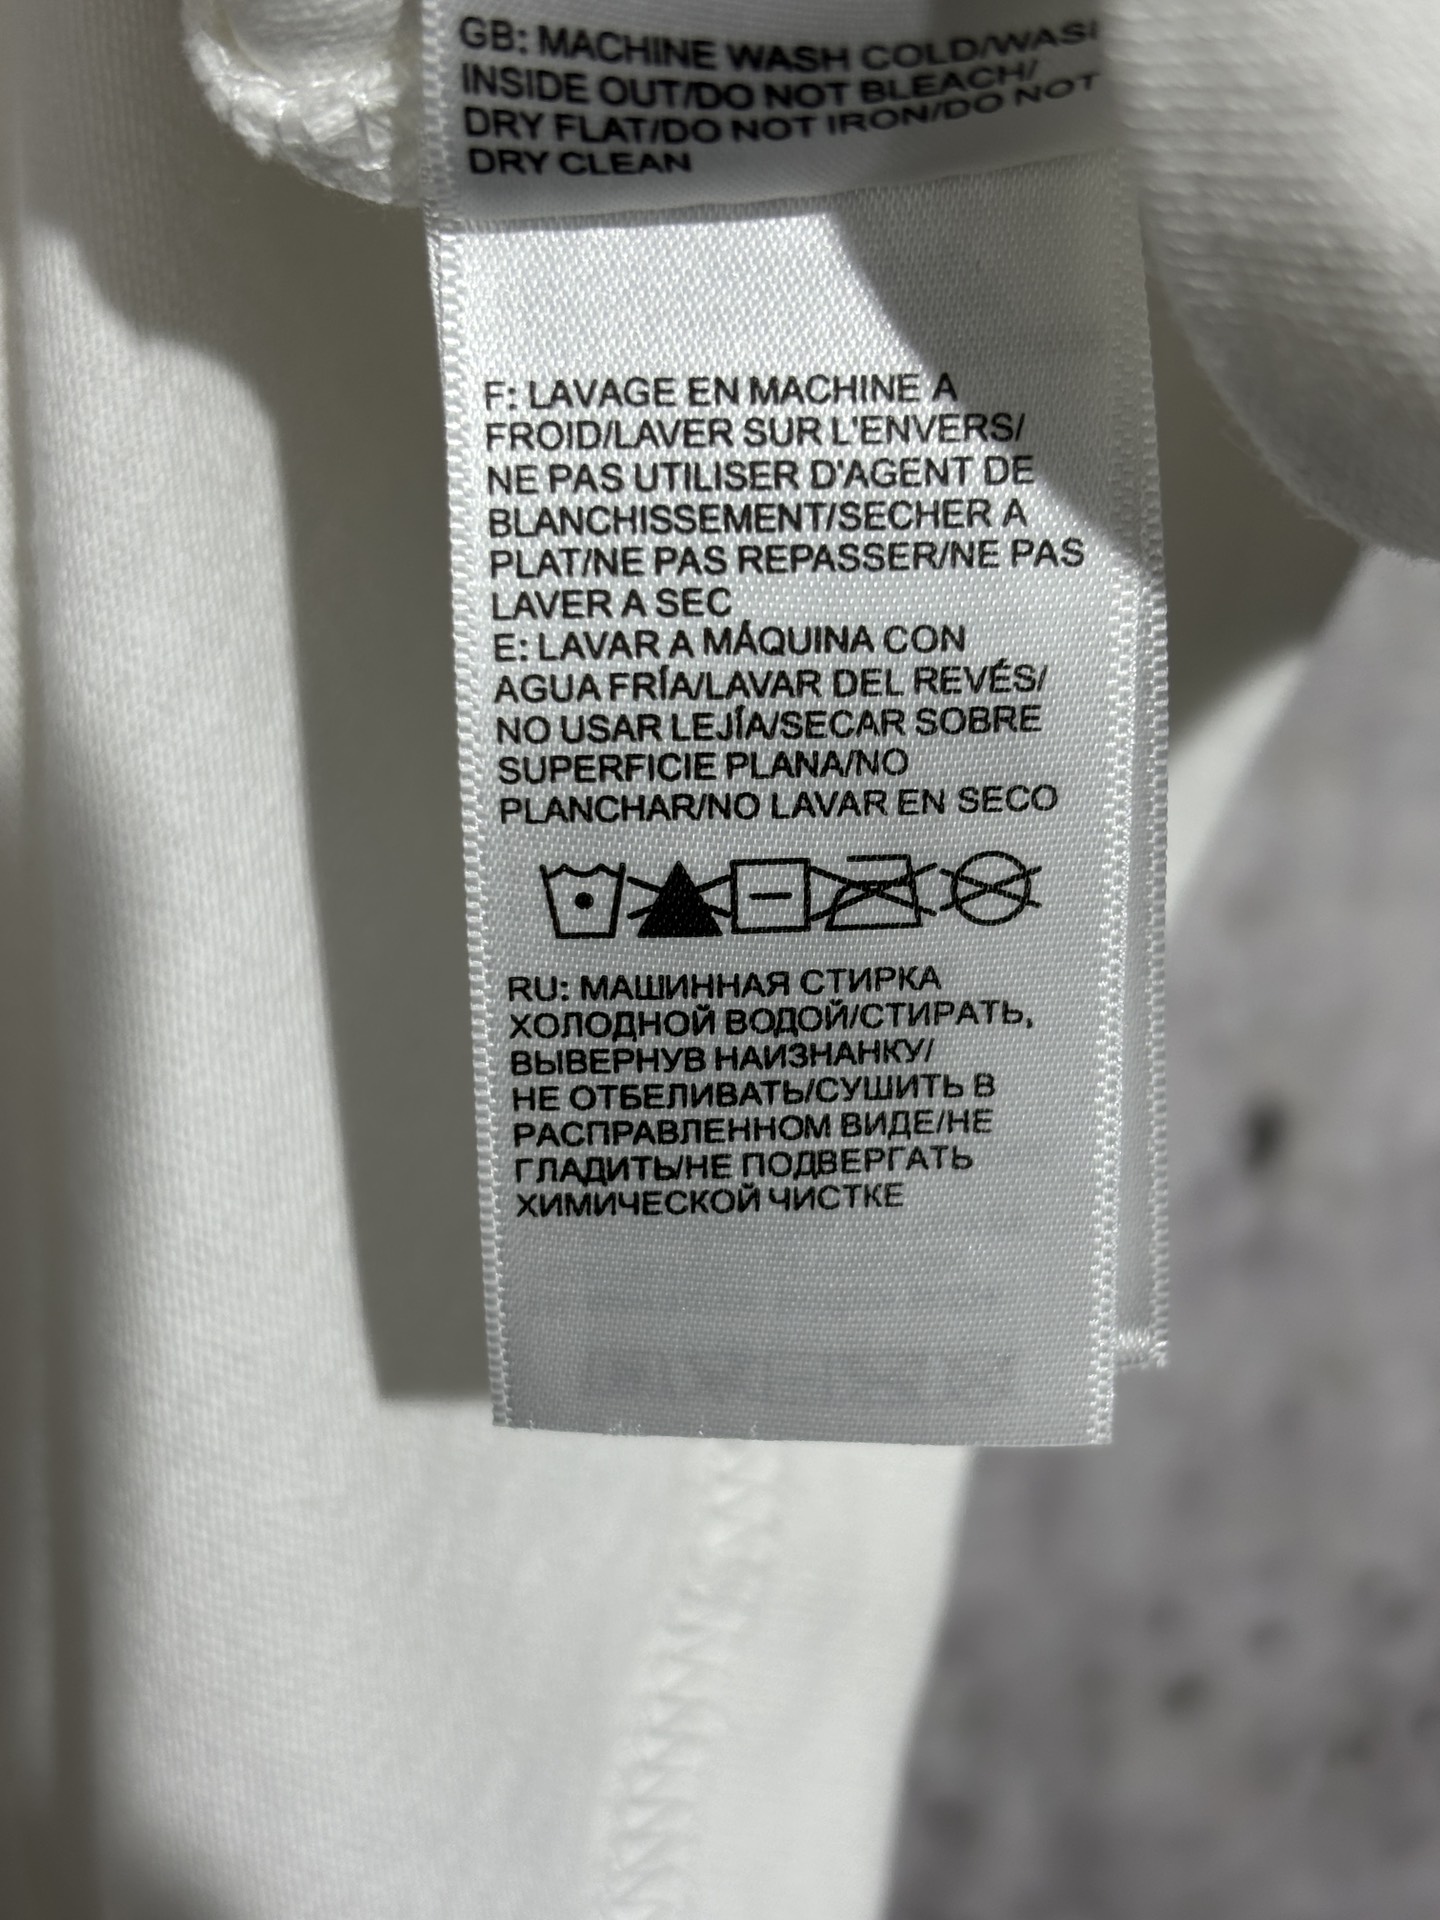 GB: MACHINE WASH COLD/WASH
INSIDE OUT/DO NOT BLEACH/
DRY FLAT/DO NOT IRON/DO NOT
DRY CLEAN
F: LAVAGE EN MACHINE A
FROID/LAVER SUR L'ENVERS/
NE PAS UTILISER D'AGENT DE
BLANCHISSEMENT/SECHER A
PLAT/NE PAS REPASSER/NE PAS
LAVER A SEC
E: LAVAR A MÁQUINA CON
AGUA FRÍA/LAVAR DEL REVÉS/
NO USAR LEJÍA/SECAR SOBRE
SUPERFICIE PLANA/NO
PLANCHAR/NO LAVAR EN SECO
RU: МАШИННАЯ СТИРКА
ХОЛОДНОЙ ВОДОЙ/СТИРАТЬ,
ВЫВЕРНУВ НАИЗНАНКУ/
НЕ ОТБЕЛИВАТЬ/СУШИТЬ В
РАСПРАВЛЕННОМ ВИДЕ/НЕ
ГЛАДИТЬ/НЕ ПОДВЕРГАТЬ
ХИМИЧЕСКОЙ ЧИСТКЕ